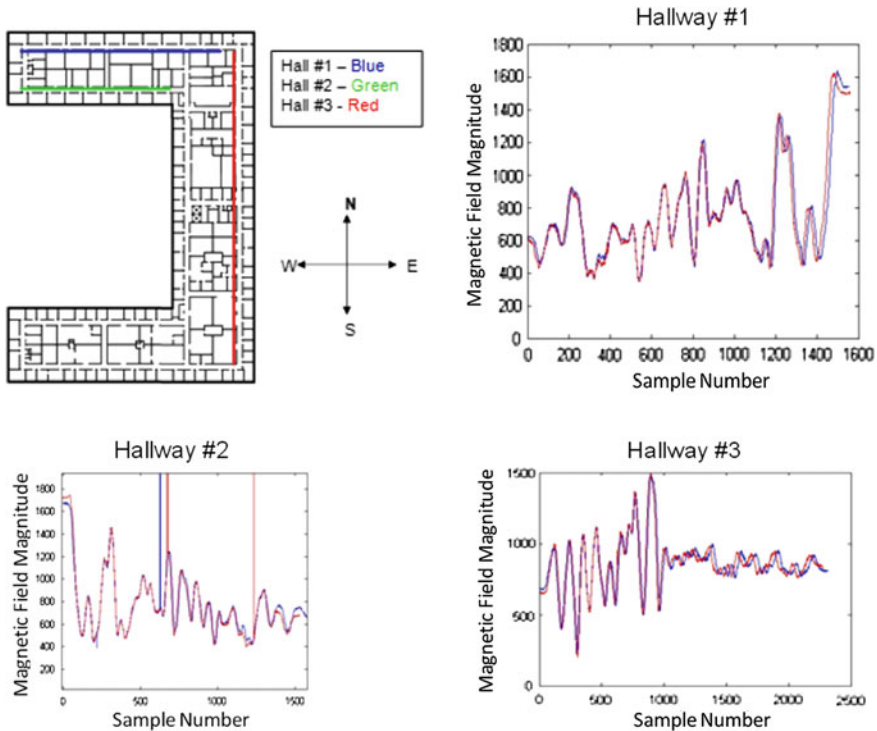 Hall #1 – Blue
Hall #2 – Green
Hall #3 - Red
N
W
E
S
Hallway #1
Magnetic Field Magnitude
1800
1600
1400
1200
1000
800
600
400
200
0
0 200 400 600 800 1000 1200 1400 1600
Sample Number
Hallway #2
Magnetic Field Magnitude
1800
1600
1400
1200
1000
800
600
400
200
0
0 500 1000 1500
Sample Number
Hallway #3
Magnetic Field Magnitude
1500
1000
500
0
0 500 1000 1500 2000 2500
Sample Number